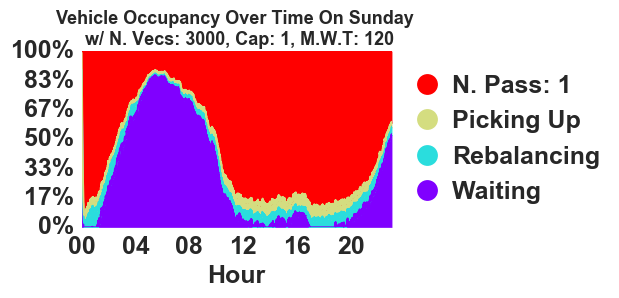 Vehicle Occupancy Over Time On Sunday
w/ N. Vecs: 3000, Cap: 1, M.W.T: 120
100%
83%
67%
50%
33%
17%
0%
00 04 08 12 16 20
Hour
N. Pass: 1
Picking Up
Rebalancing
Waiting